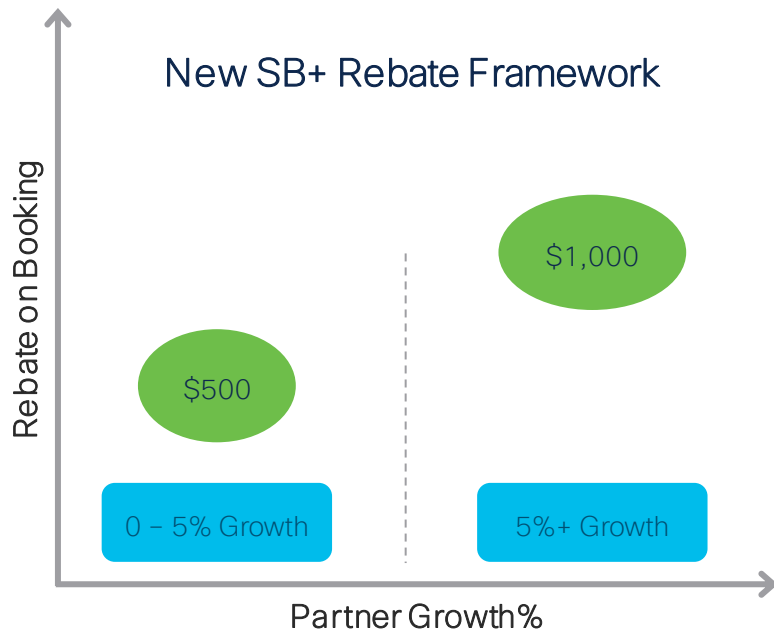 New SB+ Rebate Framework
Rebate on Booking
$1,000
$500
0 – 5% Growth
5%+ Growth
Partner Growth%